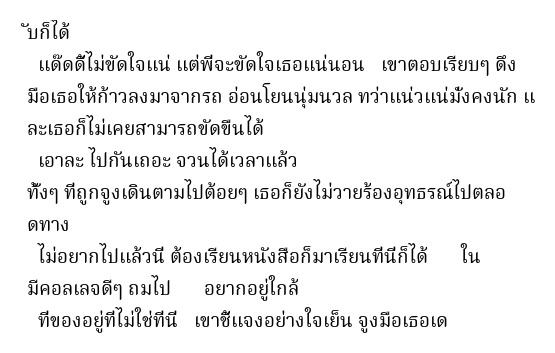 ับก็ได้
แด๊ดดี้ไม่ขัดใจแน่ แต่พี่จะขัดใจเธอแน่นอน เขาตอบเรียบๆ ดึง
มือเธอให้ก้าวลงมาจากรถ อ่อนโยนนุ่มนวล ทว่าแน่วแน่มั่งคงนัก แ
ละเธอก็ไม่เคยสามารถขัดขืนได้
เอาละ ไปกันเถอะ จวนได้เวลาแล้ว
ทั้งๆ ที่ถูกจูงเดินตามไปต้อยๆ เธอก็ยังไม่วายร้องอุทธรณ์ไปตลอ
ดทาง
ไม่อยากไปแล้วนี่ ต้องเรียนหนังสือก็มาเรียนที่นี่ก็ได้ ใน
มีคอลเลจดีๆ ถมไป อยากอยู่ใกล้
ที่ของอยู่ที่ไม่ใช่ที่นี่ เขาชี้แจงอย่างใจเย็น จูงมือเธอเด